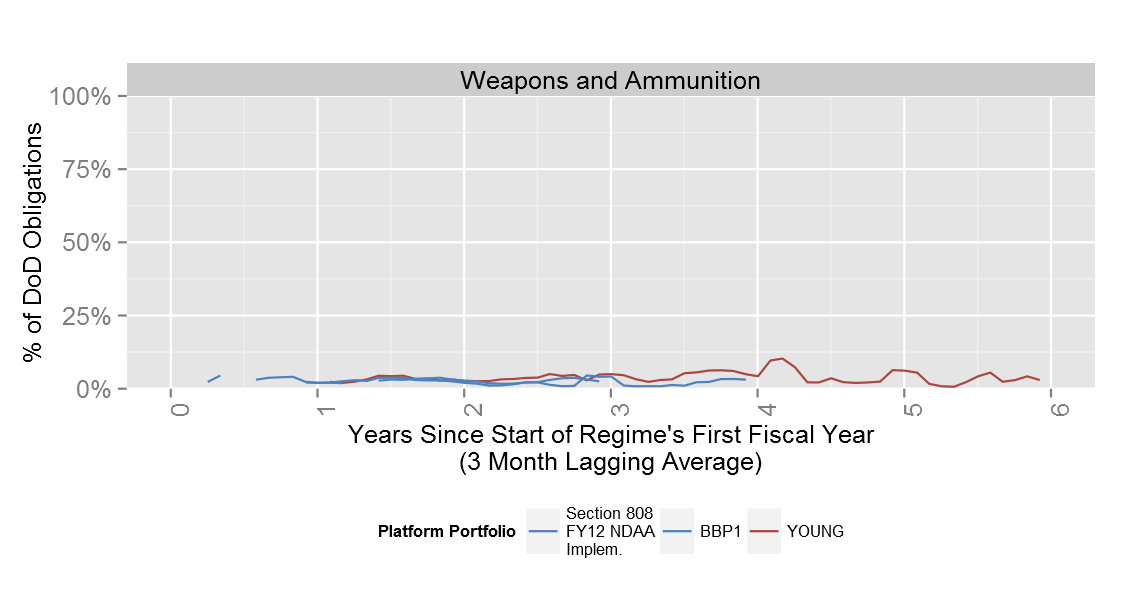 Weapons and Ammunition
100%
75%
50%
25%
0%
% of DoD Obligations
0
1
2
3
4
5
6
Years Since Start of Regime's First Fiscal Year
(3 Month Lagging Average)
Platform Portfolio
Section 808
FY12 NDAA
Implem.
BBP1
YOUNG